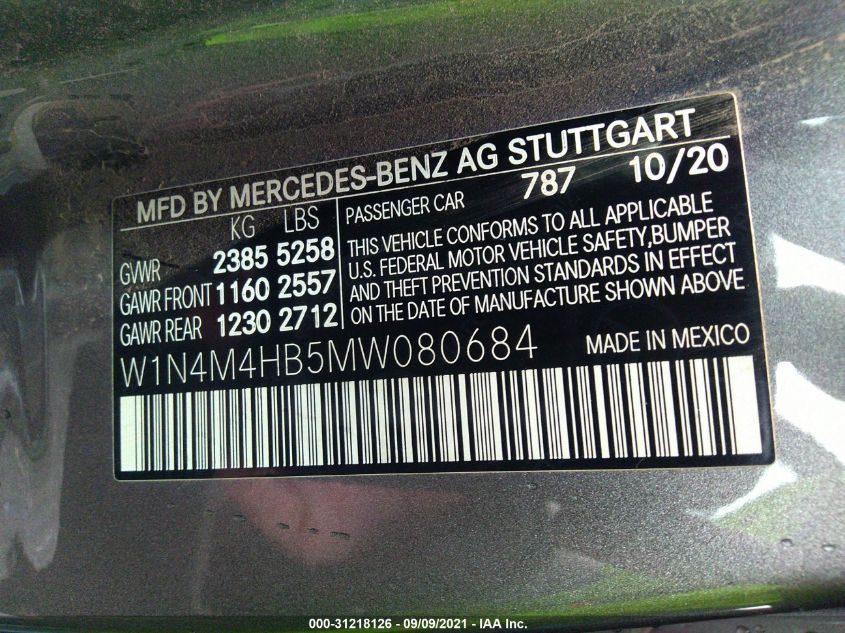 MFD BY MERCEDES-BENZ AG STUTTGART
KG LBS
GVWR 2385 5258
GAWR FRONT 1160 2557
GAWR REAR 1230 2712
787 10/20
PASSENGER CAR
THIS VEHICLE CONFORMS TO ALL APPLICABLE
U.S. FEDERAL MOTOR VEHICLE SAFETY,BUMPER
AND THEFT PREVENTION STANDARDS IN EFFECT
ON THE DATE OF MANUFACTURE SHOWN ABOVE
W1N4M4HB5MW080684 MADE IN MEXICO
000-31218126 - 09/09/2021 - IAA Inc.